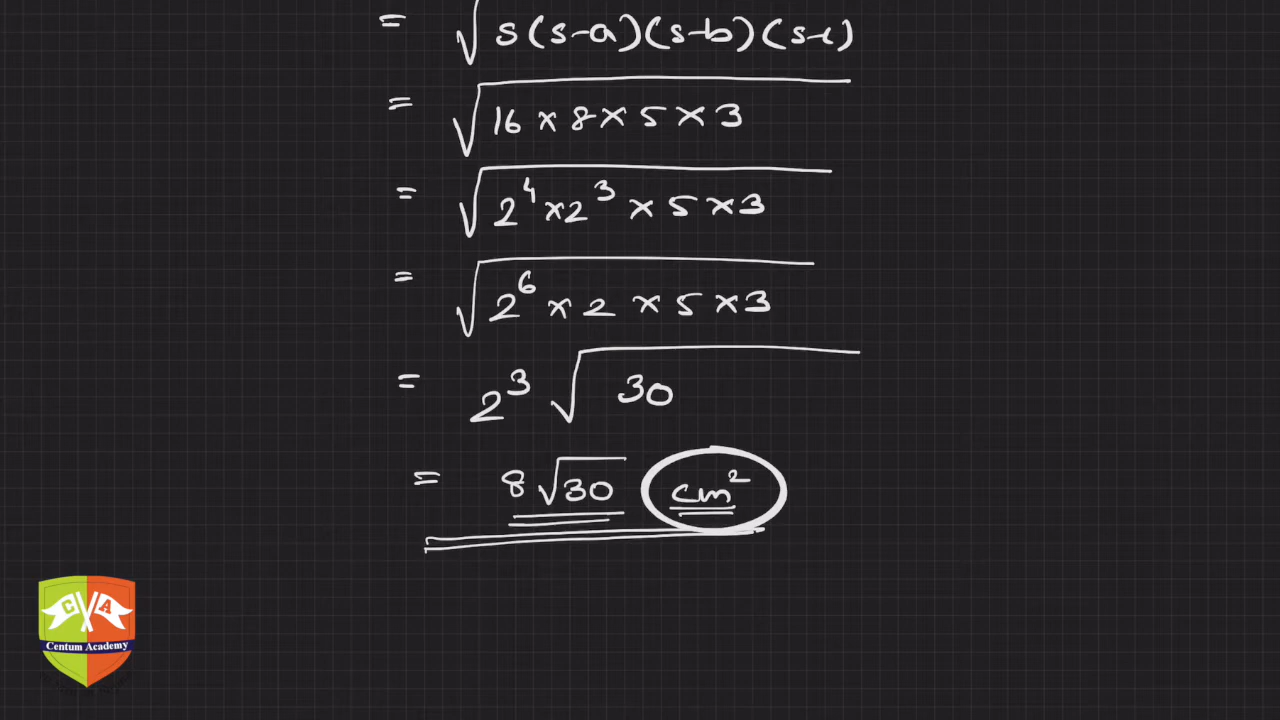 = √s(s-a)(s-b)(s-c)
= √16 × 8 × 5 × 3
= √2⁴ × 2³ × 5 × 3
= √2⁶ × 2 × 5 × 3
= 2³ √30
= 8√30 cm²
C A
Centum Academy